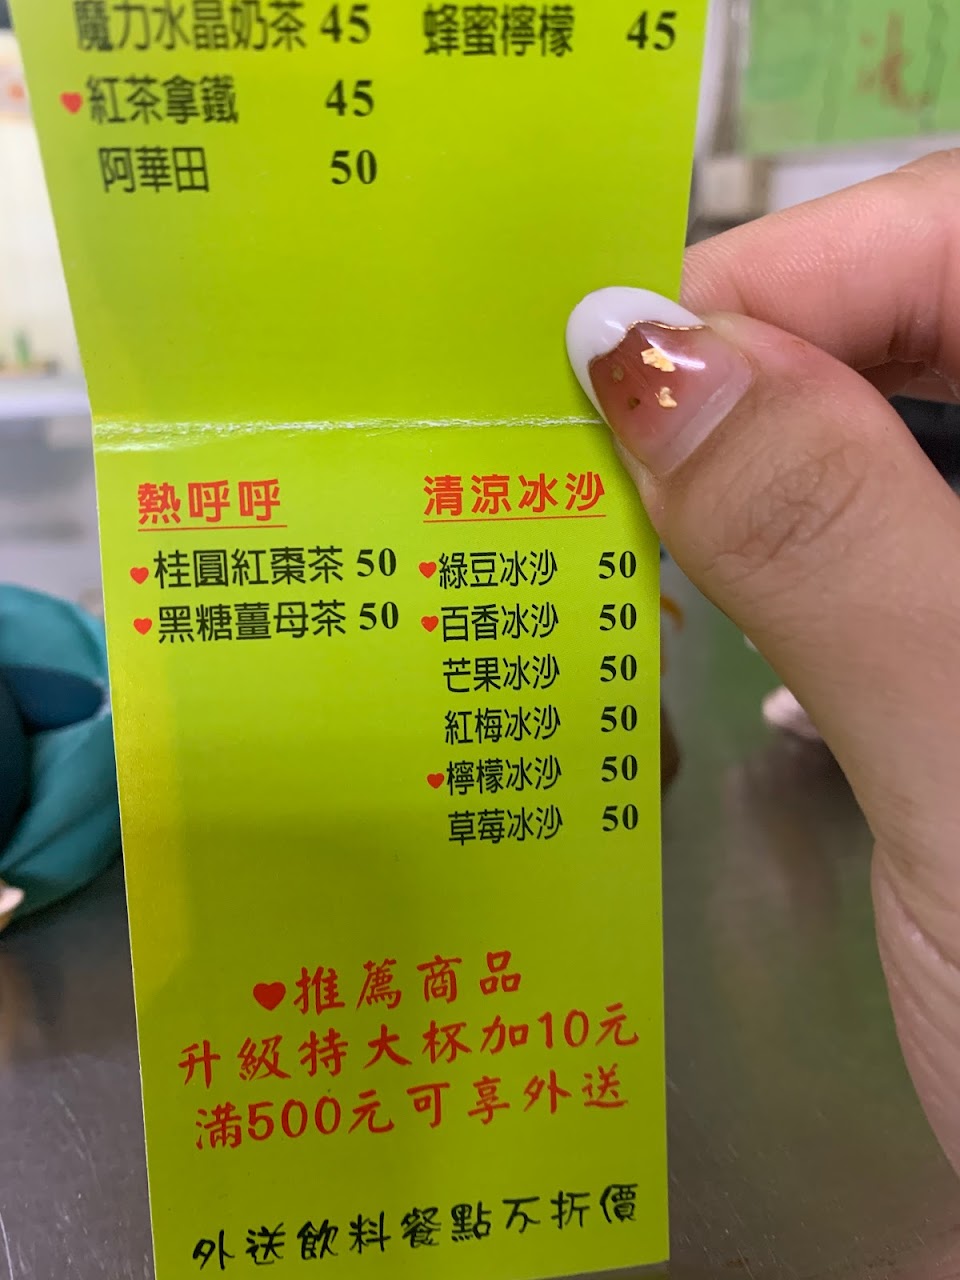 魔力水晶奶茶 45 蜂蜜檸檬 45
♥紅茶拿鐵 45
阿華田 50
熱呼呼 清涼冰沙
♥桂圓紅棗茶 50 ♥綠豆冰沙 50
♥黑糖薑母茶 50 ♥百香冰沙 50
芒果冰沙 50
紅梅冰沙 50
♥檸檬冰沙 50
草莓冰沙 50
♥推薦商品
升級特大杯加10元
滿500元可享外送
外送飲料餐點不折價